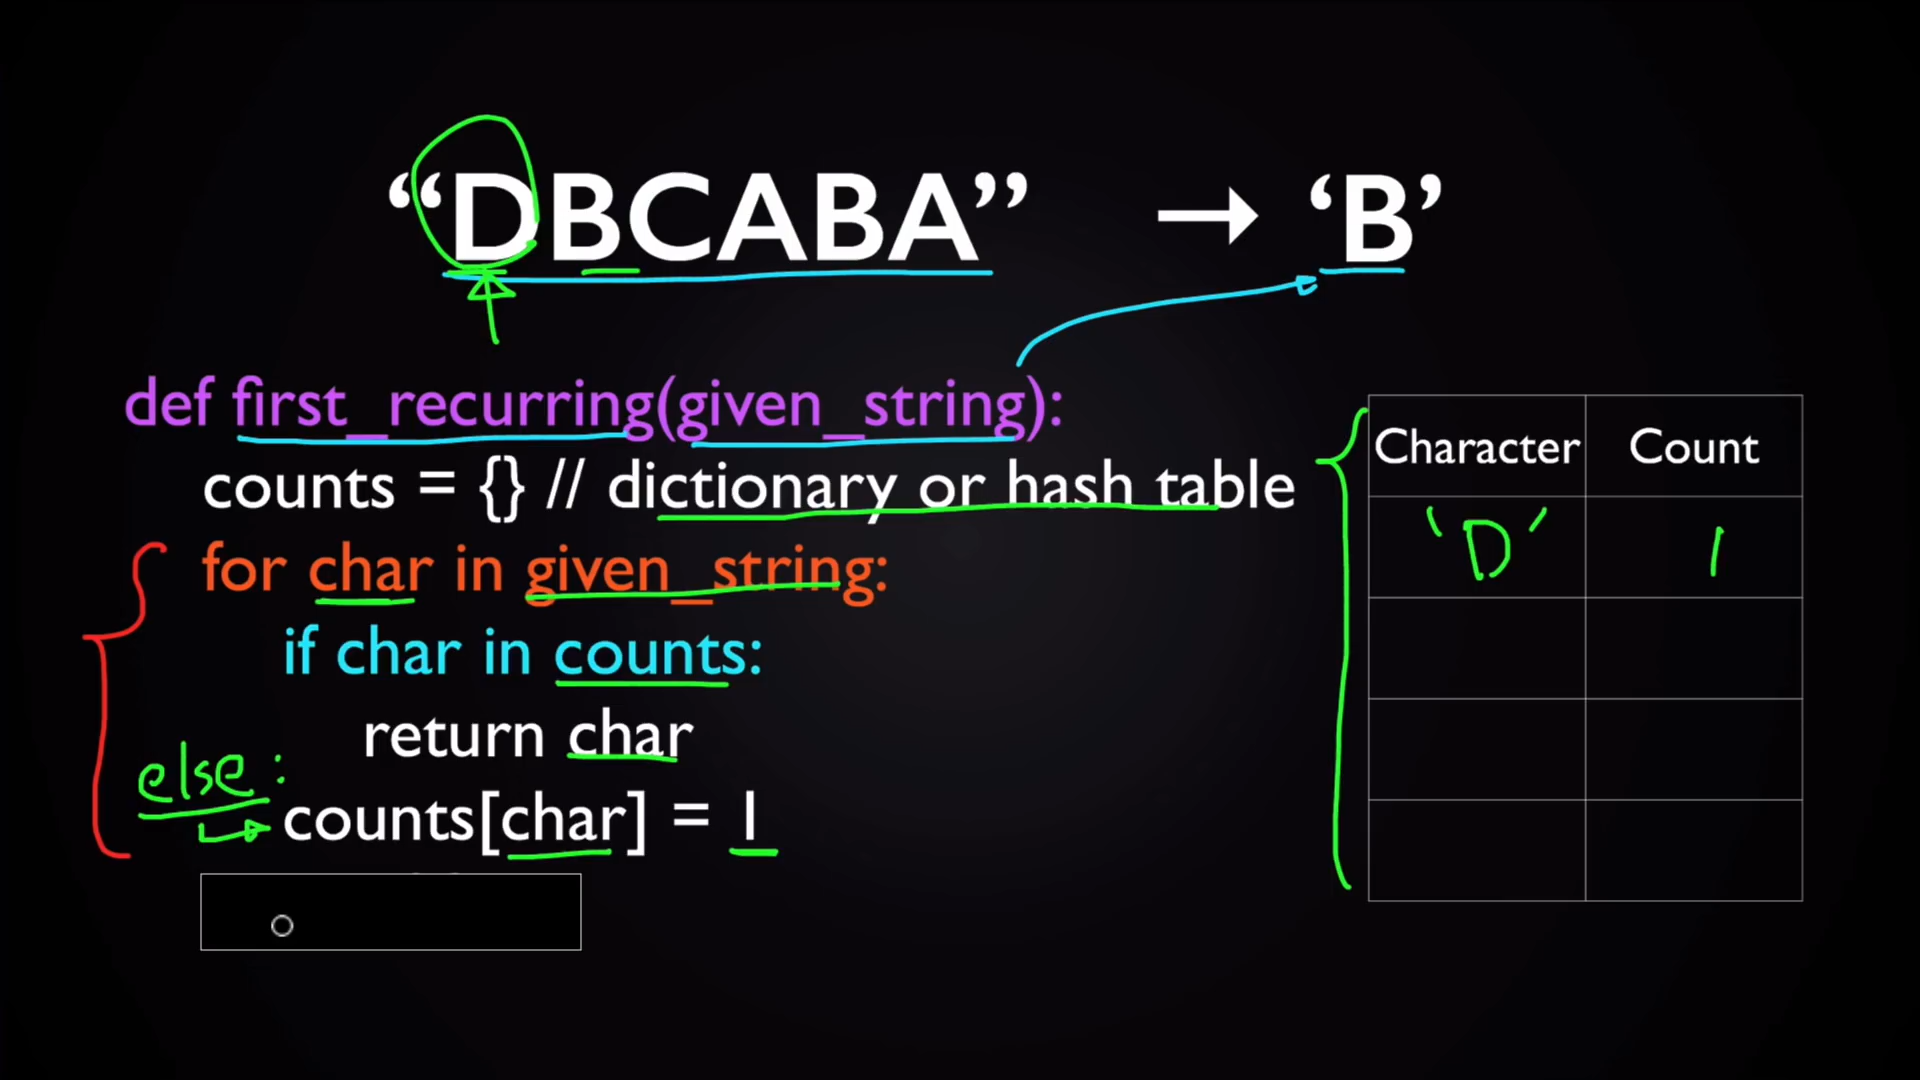 “DBCABA” → ‘B’
def first_recurring(given_string):
counts = {} // dictionary or hash table
for char in given_string:
if char in counts:
return char
else:
counts[char] = 1
Character Count
'D' 1